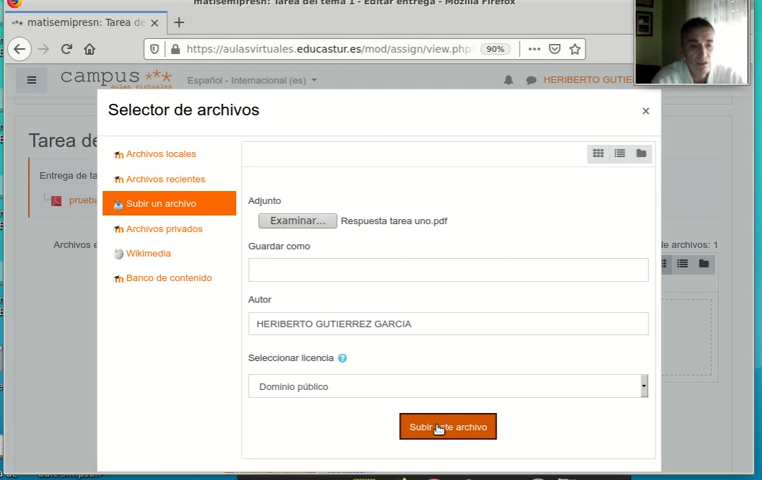 matisemipresn: Tarea del tema 1 - Editar entrega - Mozilla Firefox
matisemipresn: Tarea de
https://aulasvirtuales.educastur.es/mod/assign/view.php
90%
campus
aulas virtuales
Español - Internacional (es)
HERIBERTO GUTIER
Selector de archivos
×
Tarea de
Entrega de ta
prueba
Archivos e
de archivos: 1
Archivos locales
Archivos recientes
Subir un archivo
Archivos privados
Wikimedia
Banco de contenido
Adjunto
Examinar...
Respuesta tarea uno.pdf
Guardar como
Autor
HERIBERTO GUTIERREZ GARCIA
Seleccionar licencia
Dominio público
Subir este archivo